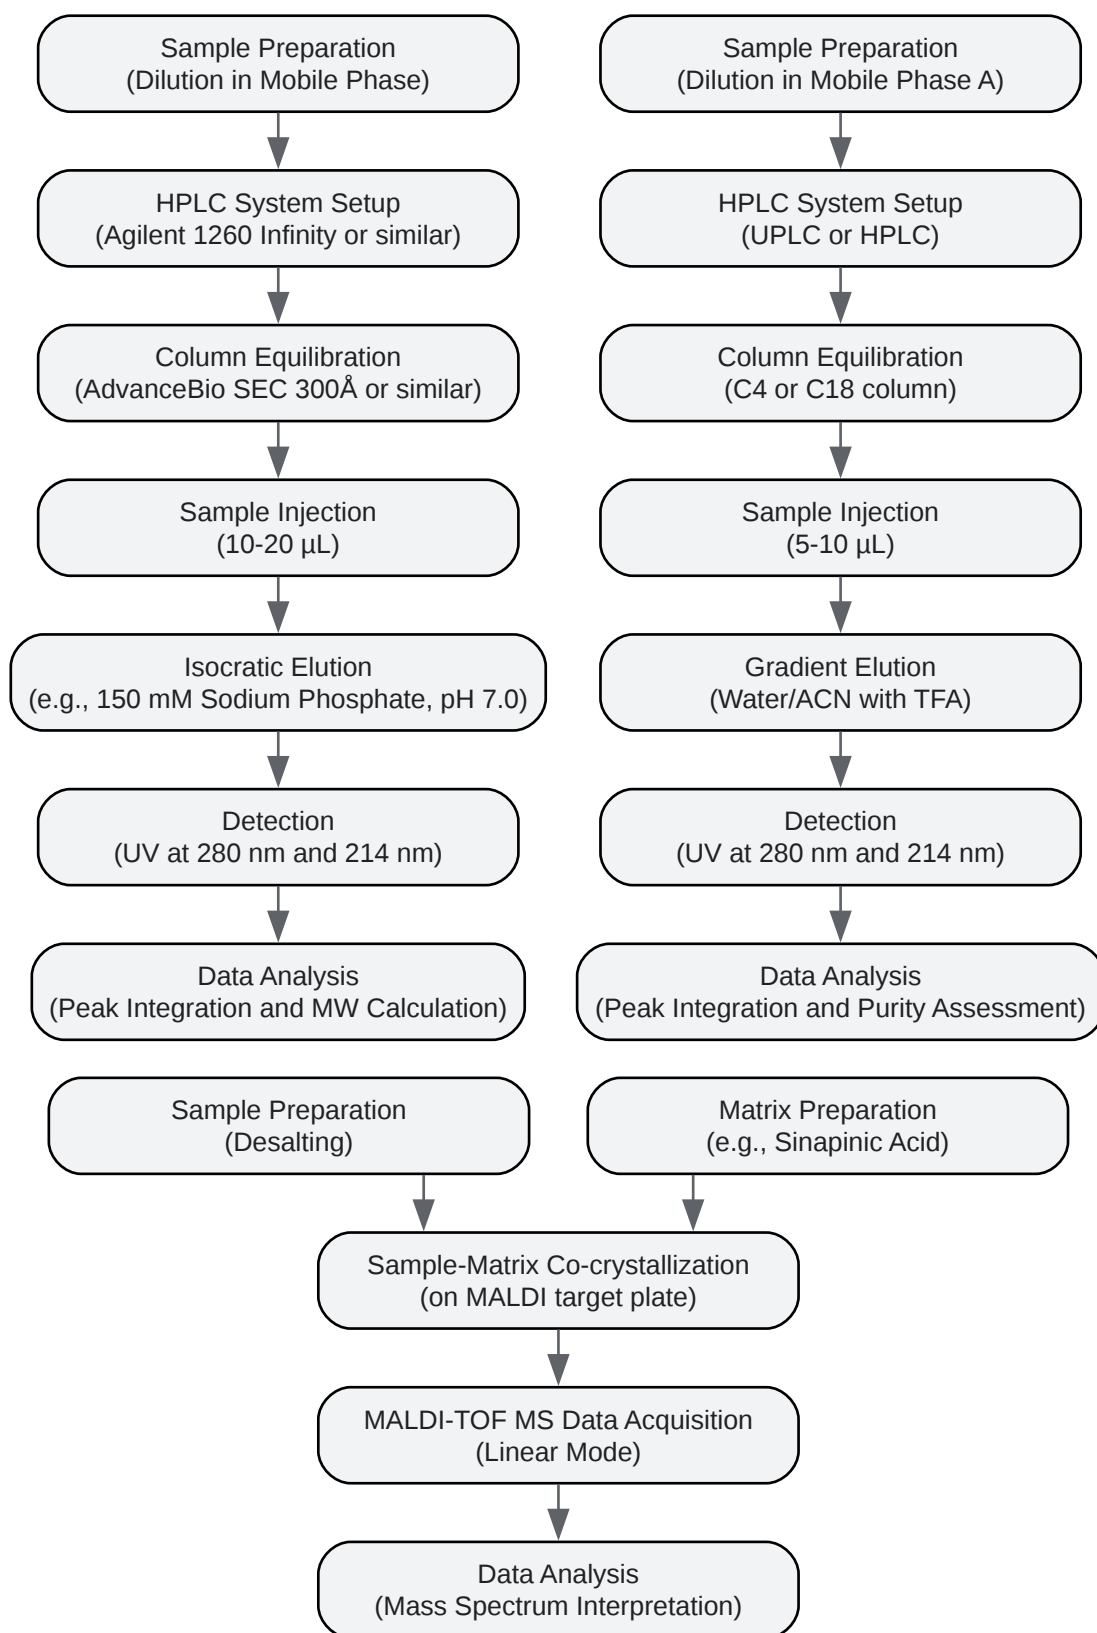 Sample Preparation
(Dilution in Mobile Phase)
HPLC System Setup
(Agilent 1260 Infinity or similar)
Column Equilibration
(AdvanceBio SEC 300Å or similar)
Sample Injection
(10-20 µL)
Isocratic Elution
(e.g., 150 mM Sodium Phosphate, pH 7.0)
Detection
(UV at 280 nm and 214 nm)
Data Analysis
(Peak Integration and MW Calculation)
Sample Preparation
(Dilution in Mobile Phase A)
HPLC System Setup
(UPLC or HPLC)
Column Equilibration
(C4 or C18 column)
Sample Injection
(5-10 µL)
Gradient Elution
(Water/ACN with TFA)
Detection
(UV at 280 nm and 214 nm)
Data Analysis
(Peak Integration and Purity Assessment)
Sample Preparation
(Desalting)
Matrix Preparation
(e.g., Sinapinic Acid)
Sample-Matrix Co-crystallization
(on MALDI target plate)
MALDI-TOF MS Data Acquisition
(Linear Mode)
Data Analysis
(Mass Spectrum Interpretation)